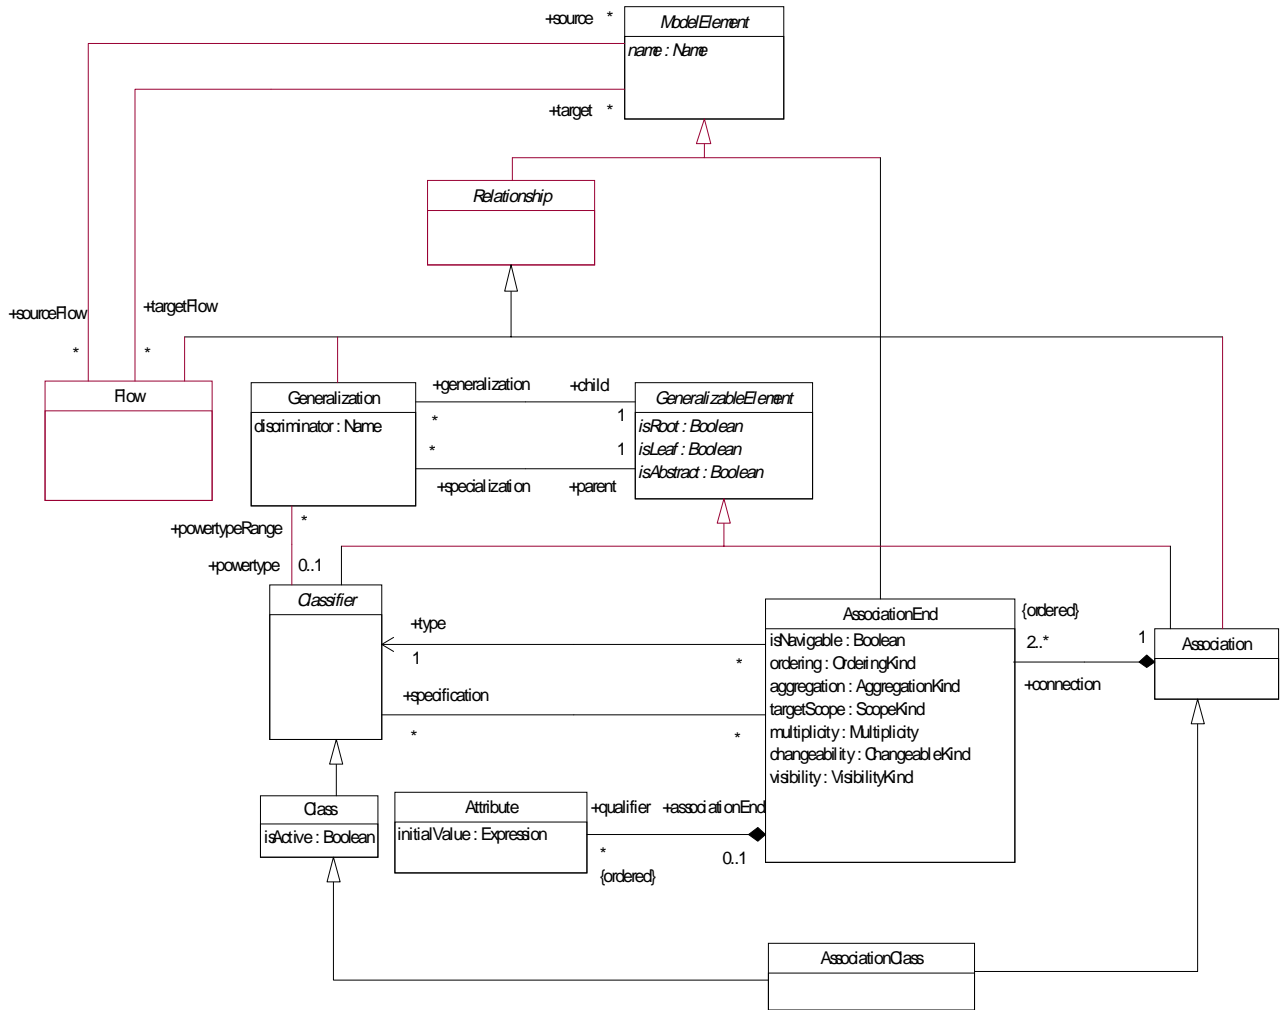 +source *
ModelElement
name : Name
+target *
Relationship
+sourceFlow
+targetFlow
* *
Flow
Generalization
discriminator : Name
+generalization +child
* 1
* 1
+specialization +parent
GeneralizableElement
isRoot : Boolean
isLeaf : Boolean
isAbstract : Boolean
+powertypeRange *
+powertype 0..1
Classifier
+type
1 *
+specification
* *
AssociationEnd
isNavigable : Boolean
ordering : OrderingKind
aggregation : AggregationKind
targetScope : ScopeKind
multiplicity : Multiplicity
changeability : ChangeableKind
visibility : VisibilityKind
{ordered}
2..* 1
+connection
Association
Class
isActive : Boolean
Attribute
initialValue : Expression
+qualifier +associationEnd
* 0..1
{ordered}
AssociationClass